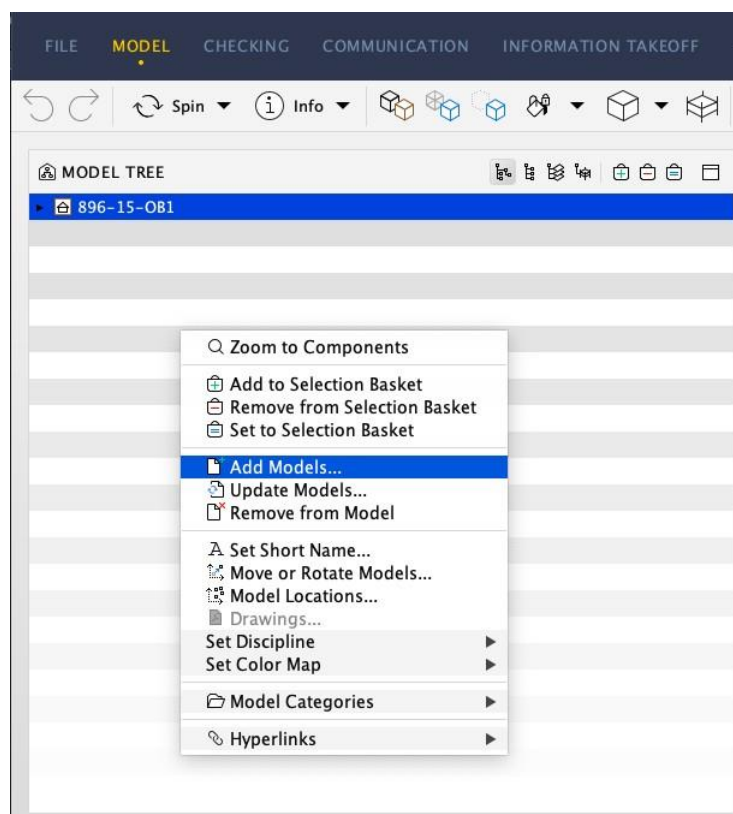 FILE MODEL CHECKING COMMUNICATION INFORMATION TAKEOFF
Spin Info
MODEL TREE
896-15-OB1
Zoom to Components
Add to Selection Basket
Remove from Selection Basket
Set to Selection Basket
Add Models...
Update Models...
Remove from Model
Set Short Name...
Move or Rotate Models...
Model Locations...
Drawings...
Set Discipline
Set Color Map
Model Categories
Hyperlinks